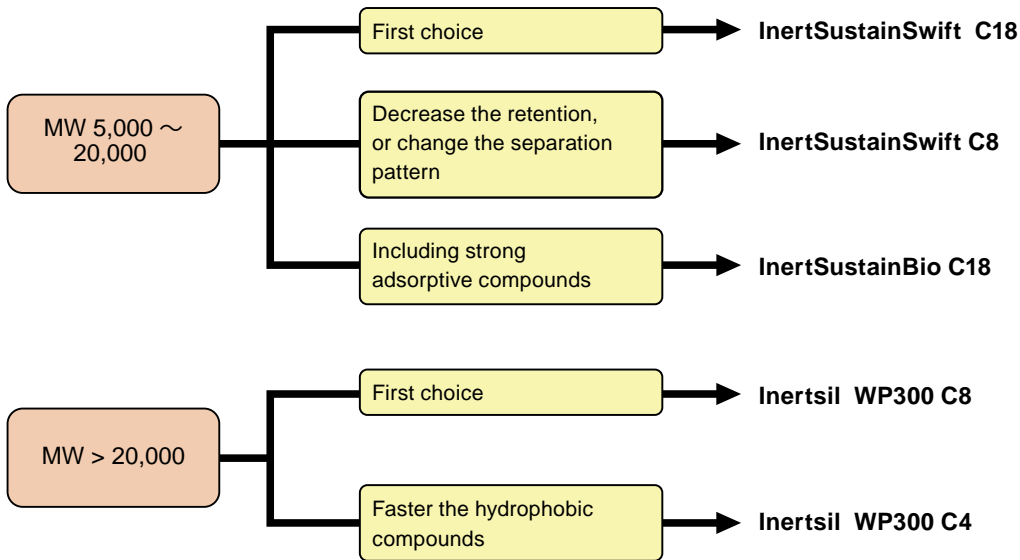 First choice
InertSustainSwift C18
MW 5,000 ～
20,000
Decrease the retention,
or change the separation
pattern
InertSustainSwift C8
Including strong
adsorptive compounds
InertSustainBio C18
First choice
Inertsil WP300 C8
MW > 20,000
Faster the hydrophobic
compounds
Inertsil WP300 C4